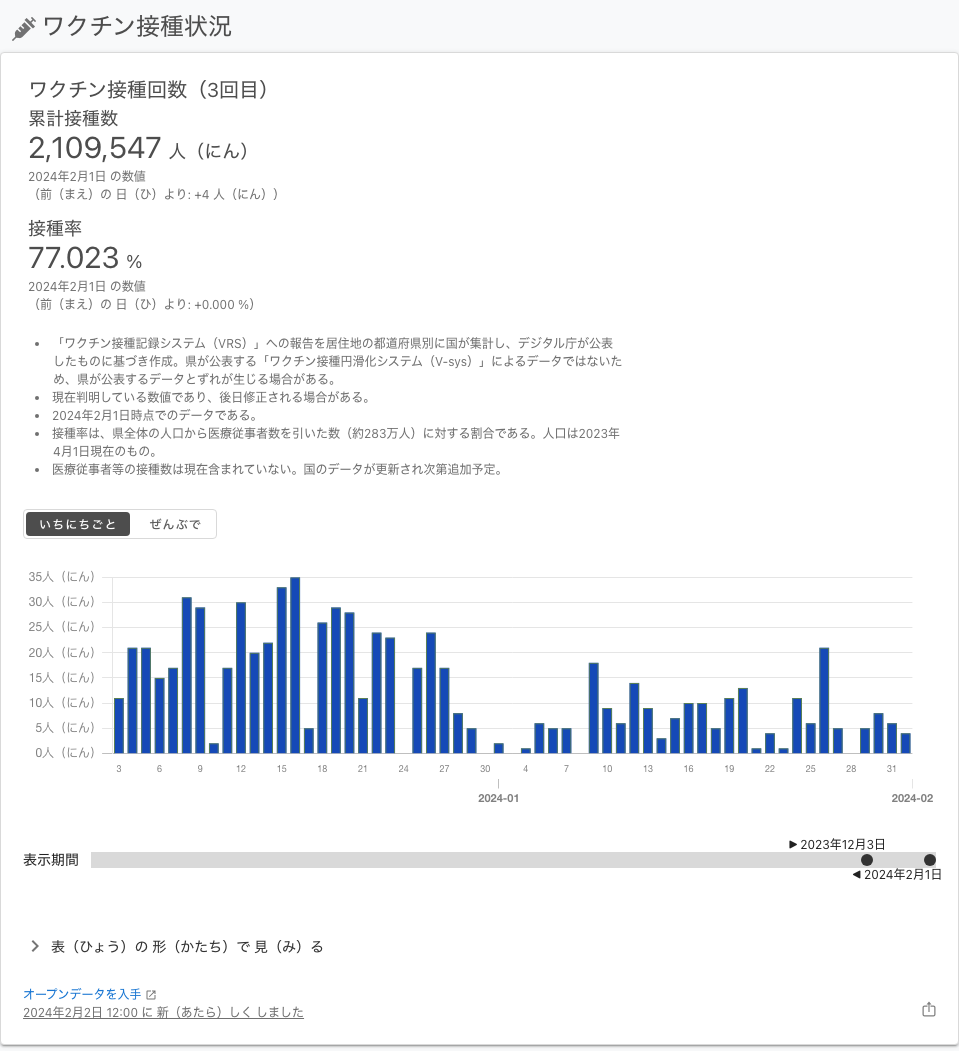 ワクチン接種状況
ワクチン接種回数（3回目）
累計接種数
2,109,547 人（にん）
2024年2月1日 の数値
（前（まえ）の 日（ひ）より: +4 人（にん））
接種率
77.023 %
2024年2月1日 の数値
（前（まえ）の 日（ひ）より: +0.000 %）
• 「ワクチン接種記録システム（VRS）」への報告を居住地の都道府県別に国が集計し、デジタル庁が公表
したものに基づき作成。県が公表する「ワクチン接種円滑化システム（V-sys）」によるデータではないた
め、県が公表するデータとずれが生じる場合がある。
• 現在判明している数値であり、後日修正される場合がある。
• 2024年2月1日時点でのデータである。
• 接種率は、県全体の人口から医療従事者数を引いた数（約283万人）に対する割合である。人口は2023年
4月1日現在のもの。
• 医療従事者等の接種数は現在含まれていない。国のデータが更新され次第追加予定。
いちにちごと ぜんぶで
35人（にん）
30人（にん）
25人（にん）
20人（にん）
15人（にん）
10人（にん）
5人（にん）
0人（にん）
3 6 9 12 15 18 21 24 27 30 4 7 10 13 16 19 22 25 28 31
2024-01 2024-02
2023年12月3日
表示期間
2024年2月1日
表（ひょう）の 形（かたち）で 見（み）る
オープンデータを入手
2024年2月2日 12:00 に 新（あたら）しく しました